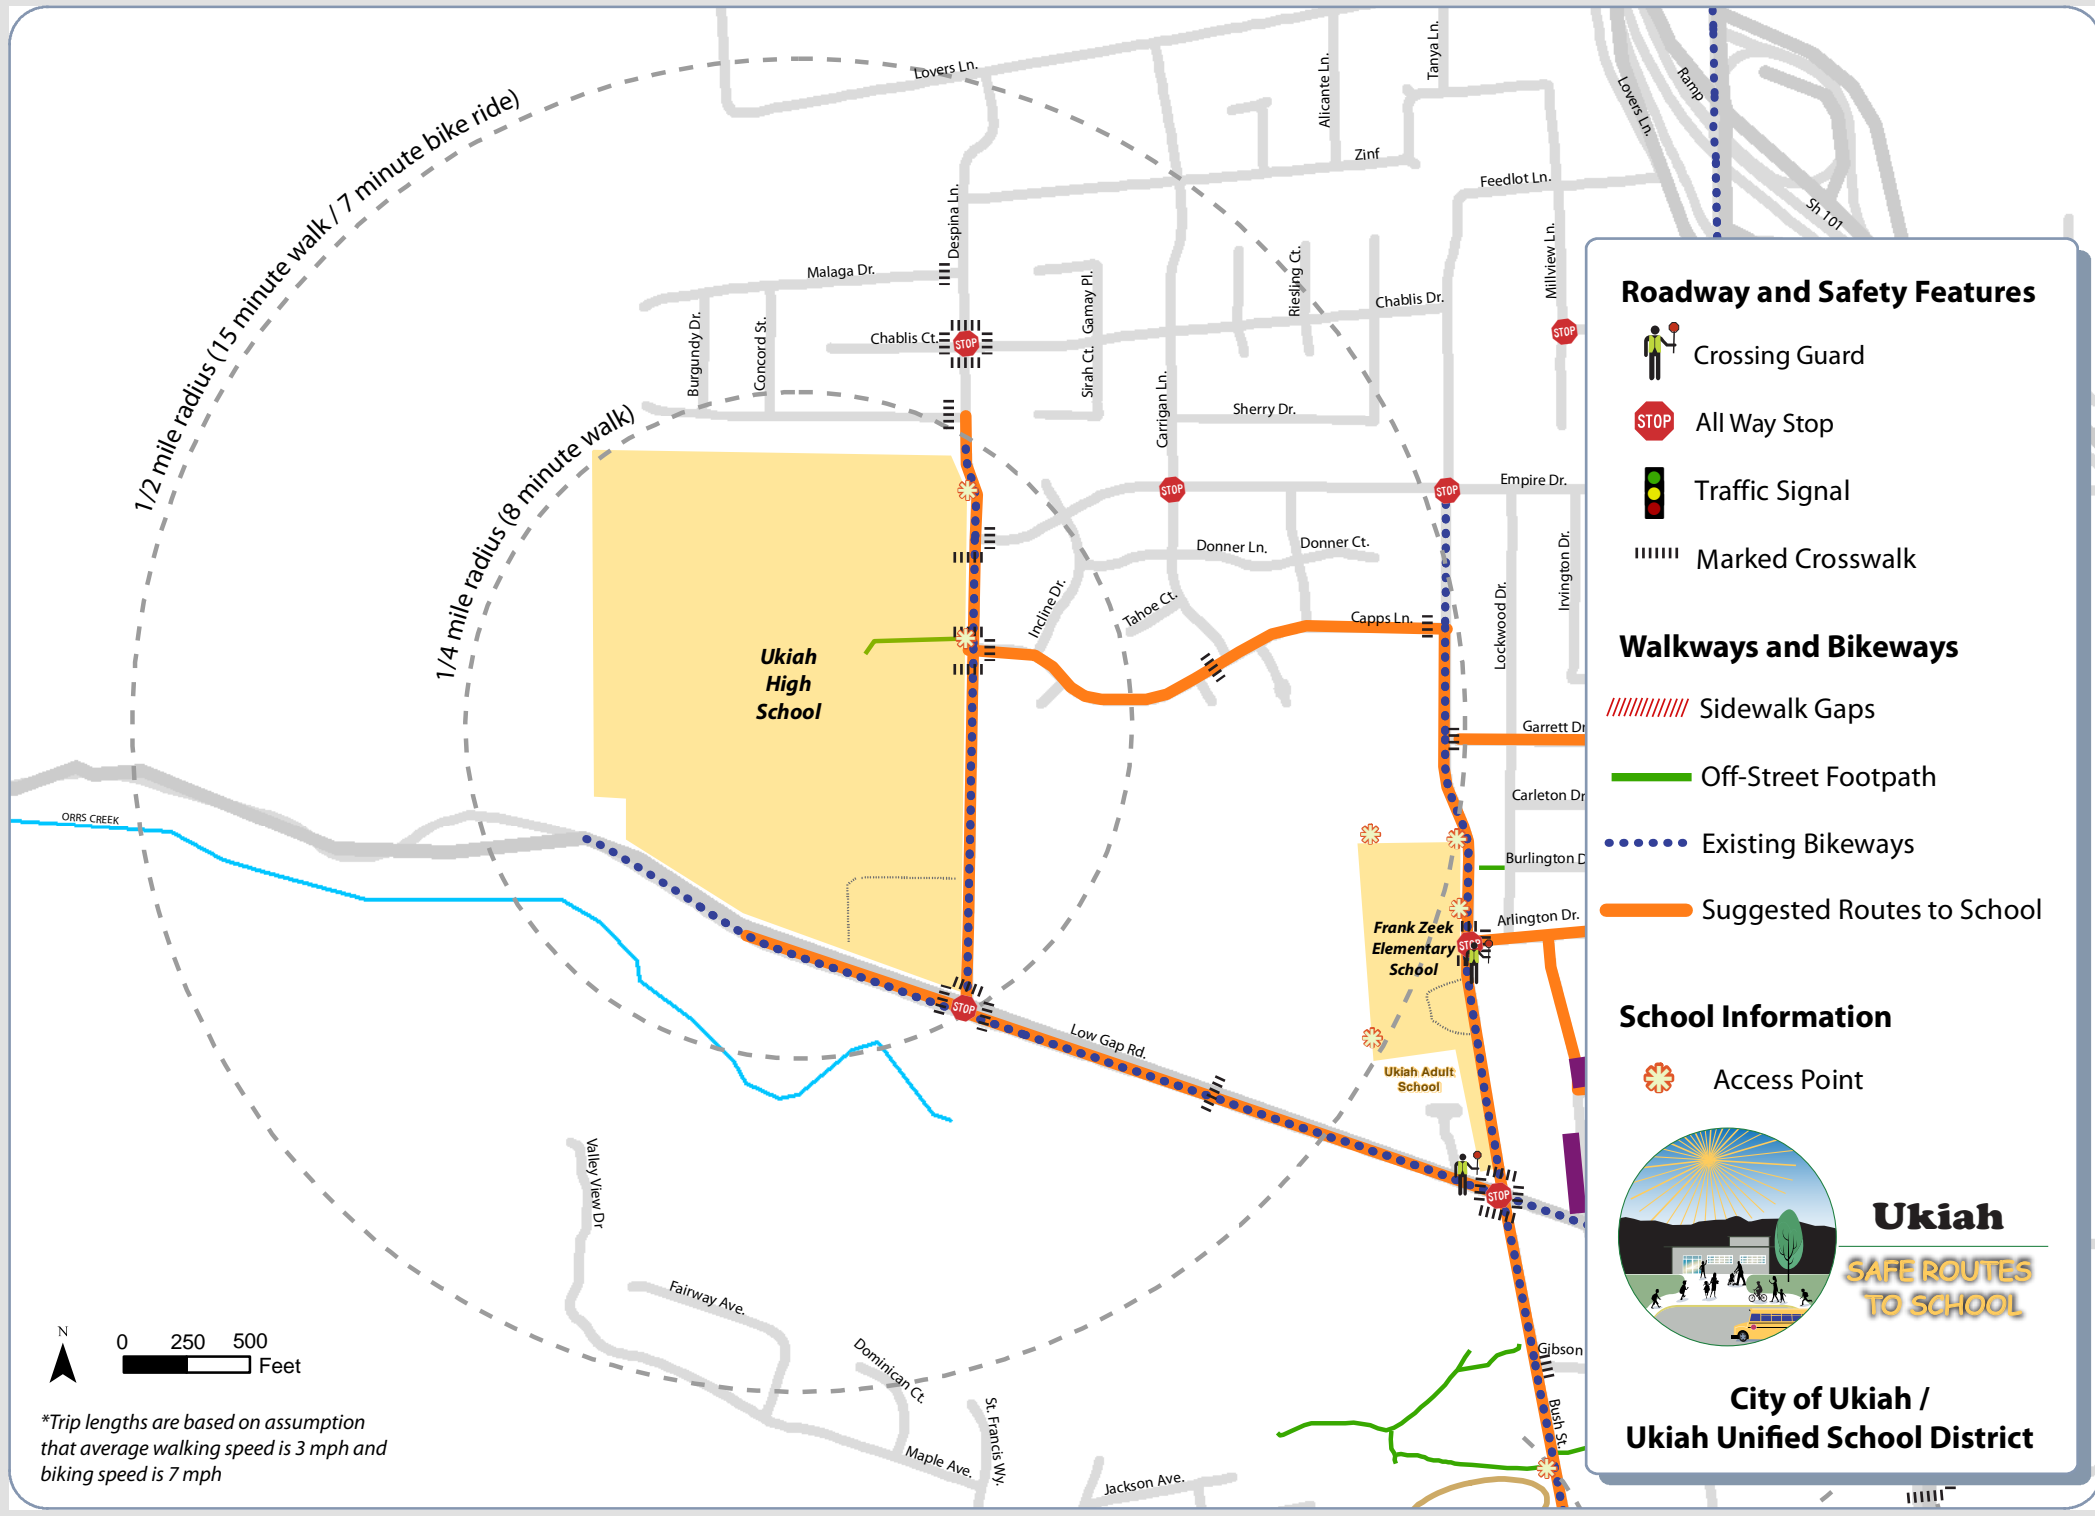 Lovers Ln.
Alicante Ln.
Tanya Ln.
Lovers Ln.
Ramp
Zinf
Feedlot Ln.
Sh 101
1/2 mile radius (15 minute walk / 7 minute bike ride)
1/4 mile radius (8 minute walk)
Despina Ln.
Malaga Dr.
Burgundy Dr.
Concord St.
Chablis Ct.
STOP
Gamay Pl.
Sirah Ct.
Riesling Ct.
Chablis Dr.
Millview Ln.
STOP
Carrigan Ln.
Sherry Dr.
STOP
STOP
Empire Dr.
Donner Ln.
Donner Ct.
Incline Dr.
Tahoe Ct.
Capps Ln.
Lockwood Dr.
Irvington Dr.
Ukiah
High
School
Garrett Dr
Carleton Dr
Burlington D
Arlington Dr.
ORRS CREEK
Frank Zeek
Elementary
School
STOP
Ukiah Adult
School
STOP
Low Gap Rd.
STOP
Valley View Dr
Fairway Ave.
Dominican Ct.
St. Francis Wy.
Maple Ave.
Jackson Ave.
Gibson
Bush St.
N
0 250 500
Feet
*Trip lengths are based on assumption
that average walking speed is 3 mph and
biking speed is 7 mph
Roadway and Safety Features
Crossing Guard
STOP
All Way Stop
Traffic Signal
Marked Crosswalk
Walkways and Bikeways
Sidewalk Gaps
Off-Street Footpath
Existing Bikeways
Suggested Routes to School
School Information
Access Point
Ukiah
SAFE ROUTES
TO SCHOOL
City of Ukiah /
Ukiah Unified School District